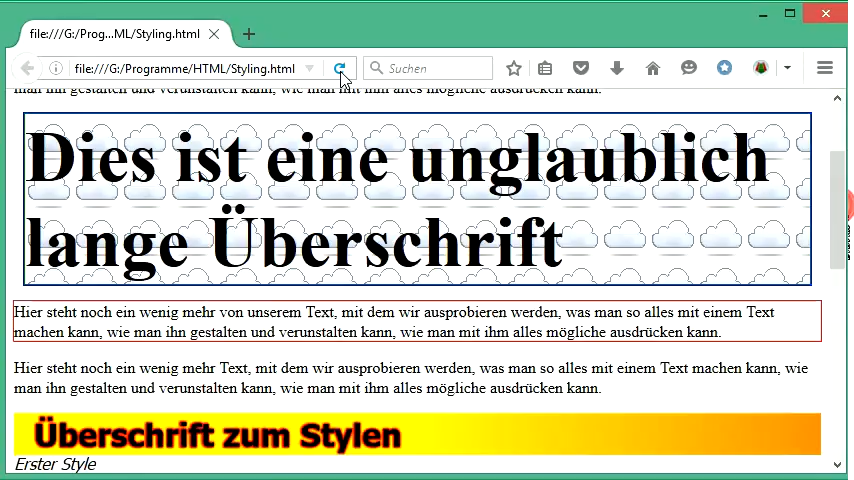 file:///G:/Prog...ML/Styling.html
file:///G:/Programme/HTML/Styling.html
Suchen
man ihn gestalten und verunstalten kann, wie man mit ihm alles mögliche ausdrücken kann.
Dies ist eine unglaublich
lange Überschrift
Hier steht noch ein wenig mehr von unserem Text, mit dem wir ausprobieren werden, was man so alles mit einem Text
machen kann, wie man ihn gestalten und verunstalten kann, wie man mit ihm alles mögliche ausdrücken kann.
Hier steht noch ein wenig mehr Text, mit dem wir ausprobieren werden, was man so alles mit einem Text machen kann, wie
man ihn gestalten und verunstalten kann, wie man mit ihm alles mögliche ausdrücken kann.
Überschrift zum Stylen
Erster Style